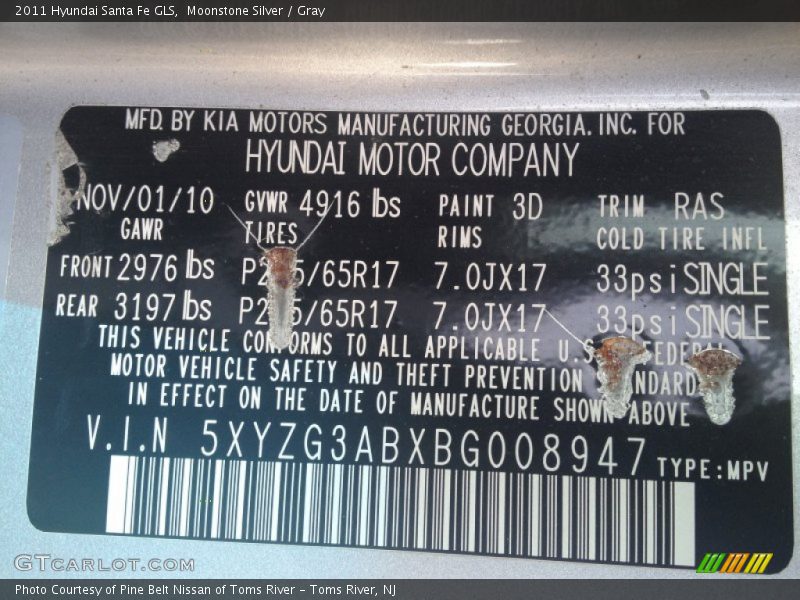 2011 Hyundai Santa Fe GLS,  Moonstone Silver / Gray
MFD. BY KIA MOTORS MANUFACTURING GEORGIA. INC. FOR
HYUNDAI MOTOR COMPANY
NOV/01/10 GVWR 4916 lbs PAINT 3D TRIM RAS
GAWR TIRES RIMS COLD TIRE INFL
FRONT 2976 lbs 7.0JX17 33psi SINGLE
REAR 3197 lbs 7.0JX17 33psi SINGLE
THIS VEHICLE CONFORMS TO ALL APPLICABLE FEDERAL
MOTOR VEHICLE SAFETY AND THEFT PREVENTION
IN EFFECT ON THE DATE OF MANUFACTURE SHOWN ABOVE
V.I.N 5XYZG3ABXBG008947 TYPE:MPV
GTcarlot.com
Photo Courtesy of Pine Belt Nissan of Toms River – Toms River, NJ